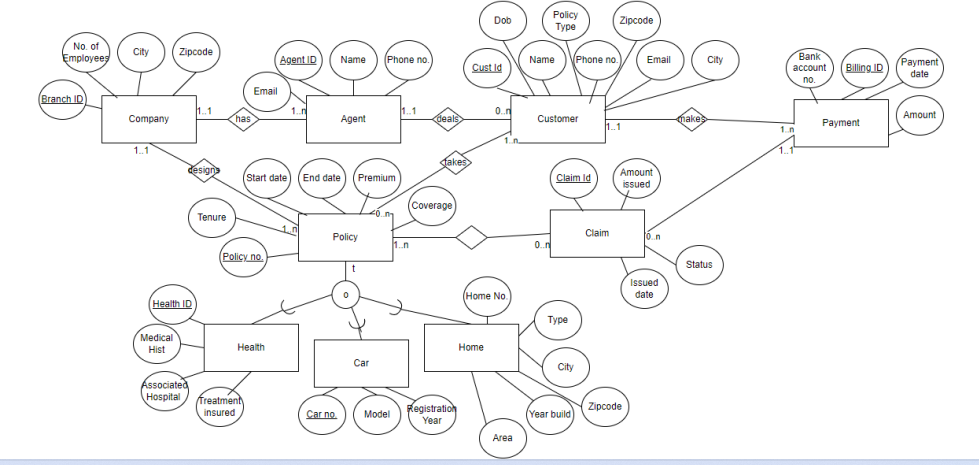 Dob
Policy
Type
Zipcode
No. of
Employees
City
Zipcode
Agent ID
Name
Phone no.
Cust Id
Name
Phone no.
Email
City
Bank
account
no.
Billing ID
Payment
date
Branch ID
Email
Amount
Company
1..1
has
1..n
Agent
1..1
deals
0..n
Customer
1..1
makes
1..n
Payment
1..1
1..n
1..1
designs
takes
Start date
End date
Premium
Claim Id
Amount
issued
Coverage
Tenure
0..n
1..n
Policy
1..n
0..n
Claim
0..n
Policy no.
Status
t
Issued
date
o
Health ID
Home No.
Type
Medical
Hist
Health
Car
Home
City
Associated
Hospital
Treatment
insured
Car no.
Model
Registration
Year
Year build
Zipcode
Area